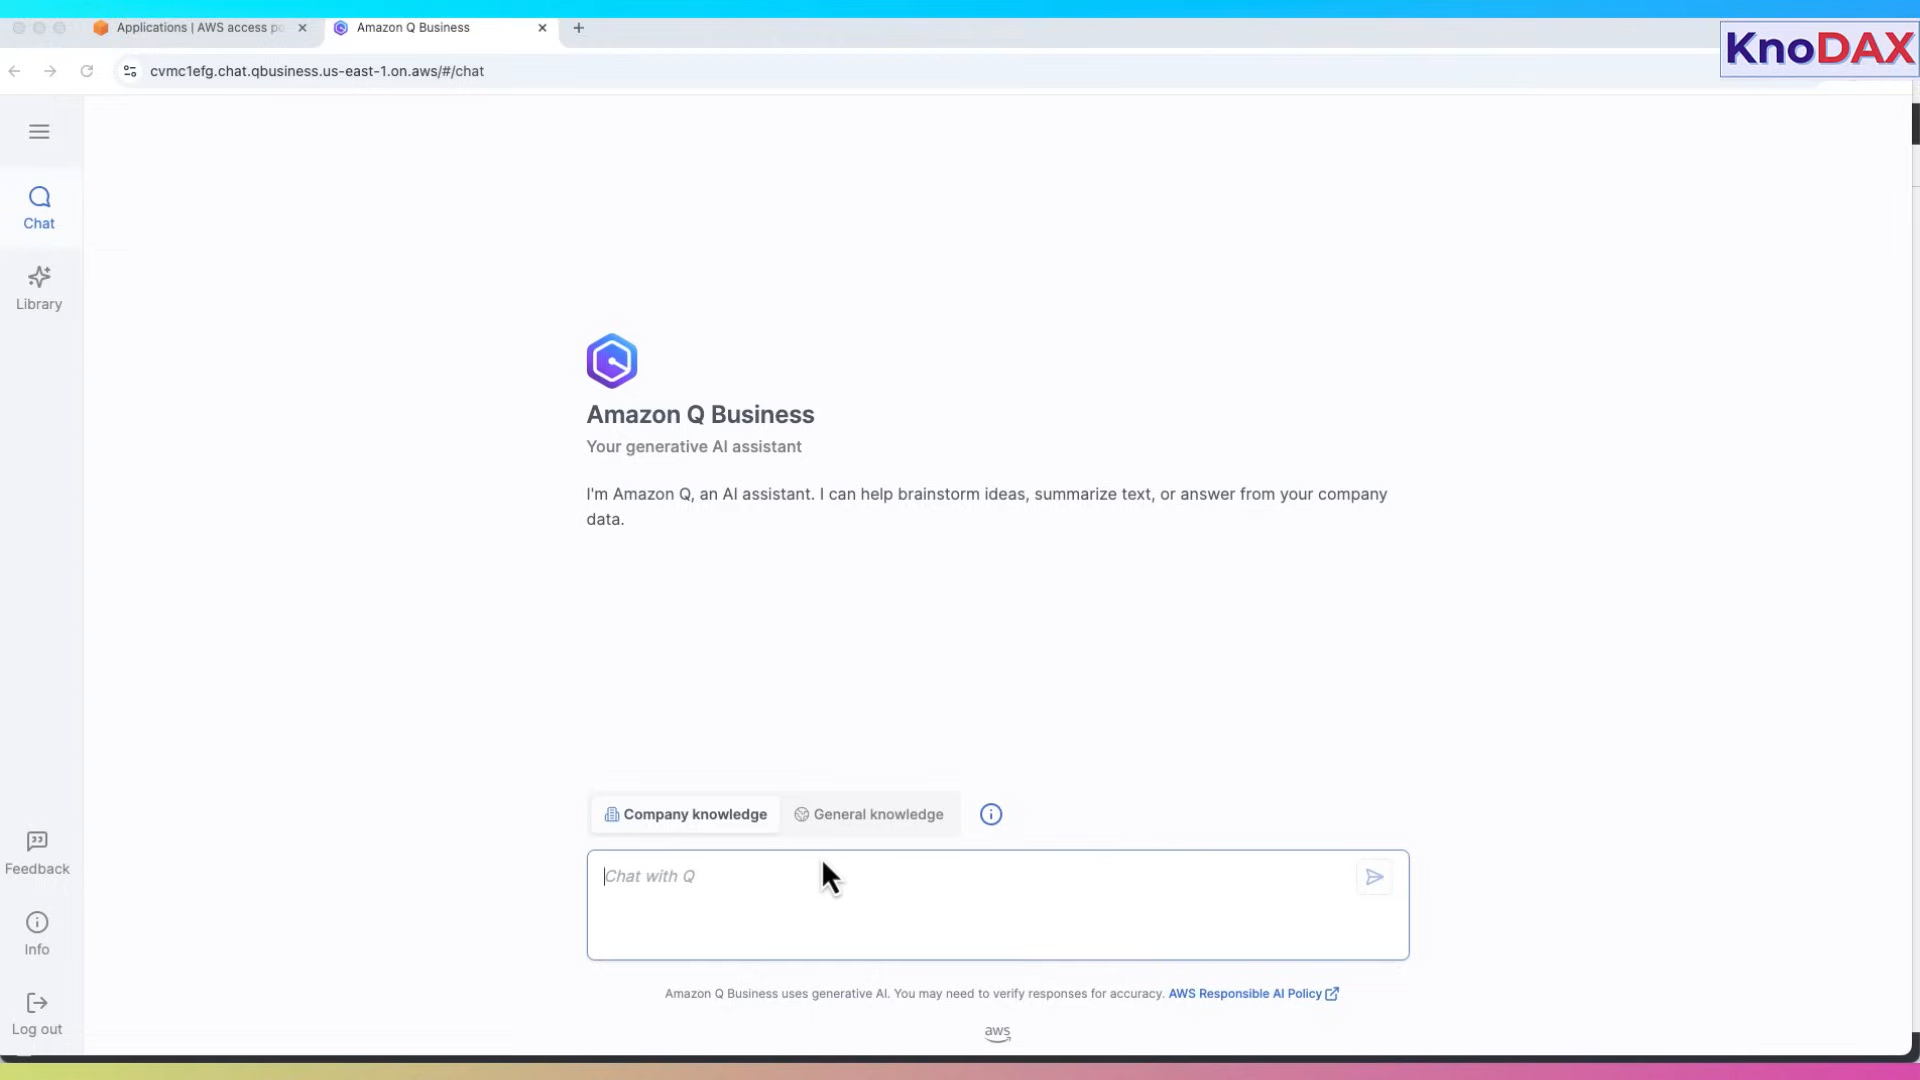 Applications | AWS access po
Amazon Q Business
KnoDAX
cvmc1efg.chat.qbusiness.us-east-1.on.aws/#/chat
Chat
Library
Amazon Q Business
Your generative AI assistant
I'm Amazon Q, an AI assistant. I can help brainstorm ideas, summarize text, or answer from your company
data.
Company knowledge
General knowledge
Chat with Q
Feedback
Info
Log out
Amazon Q Business uses generative AI. You may need to verify responses for accuracy. AWS Responsible AI Policy
aws